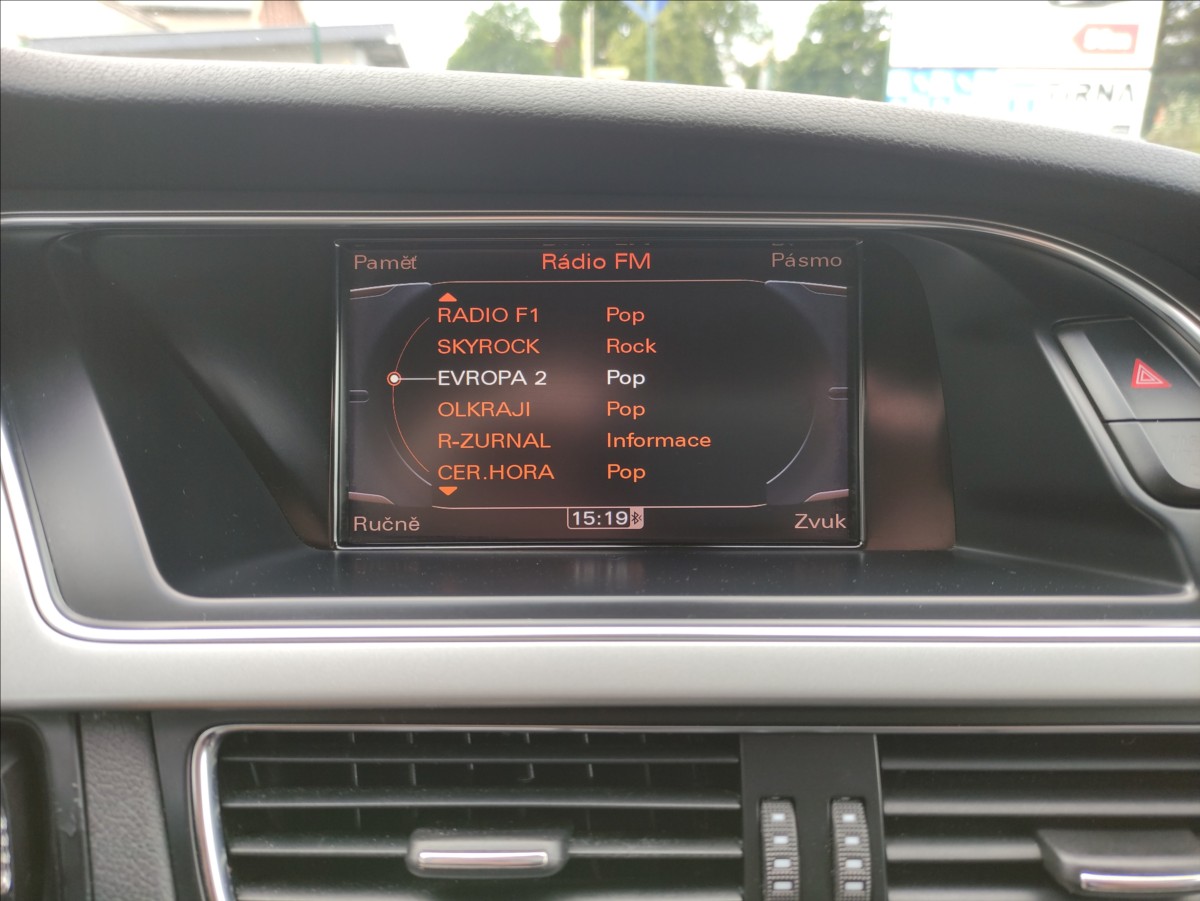 Paměť Rádio FM Pásmo
RADIO F1 Pop
SKYROCK Rock
EVROPA 2 Pop
OLKRAJI Pop
R-ZURNAL Informace
CER.HORA Pop
Ručně 15:19 Zvuk